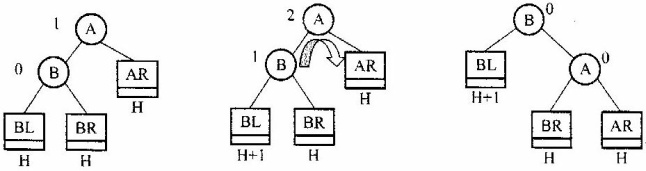 1 A
0 B AR
H
BL BR
H H
2 A
1 B AR
H
BL BR
H+1 H
B 0
BL
A 0
H+1
BR AR
H H